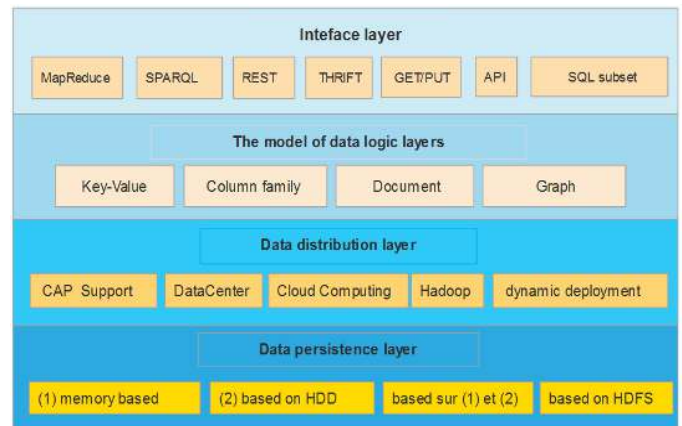 Inteface layer
MapReduce SPARQL REST THRIFT GET/PUT API SQL subset
The model of data logic layers
Key-Value Column family Document Graph
Data distribution layer
CAP Support DataCenter Cloud Computing Hadoop dynamic deployment
Data persistence layer
(1) memory based (2) based on HDD based sur (1) et (2) based on HDFS